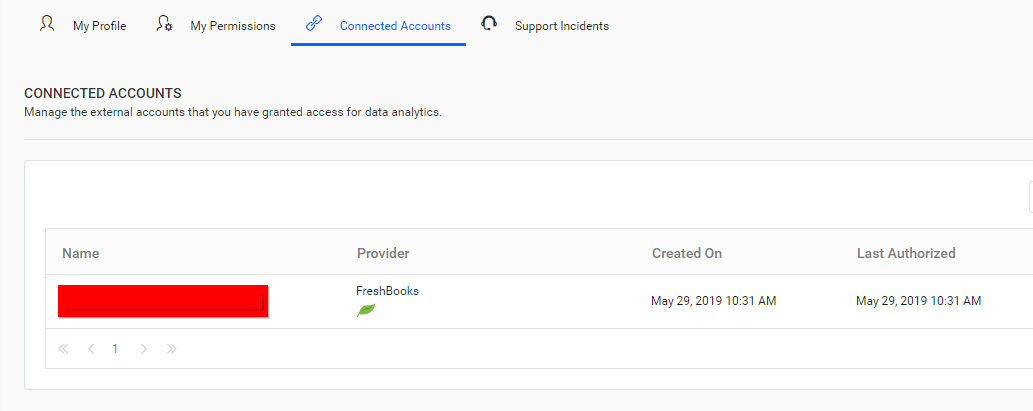 My Profile My Permissions Connected Accounts Support Incidents
CONNECTED ACCOUNTS
Manage the external accounts that you have granted access for data analytics.
Name Provider Created On Last Authorized
FreshBooks
May 29, 2019 10:31 AM May 29, 2019 10:31 AM
1